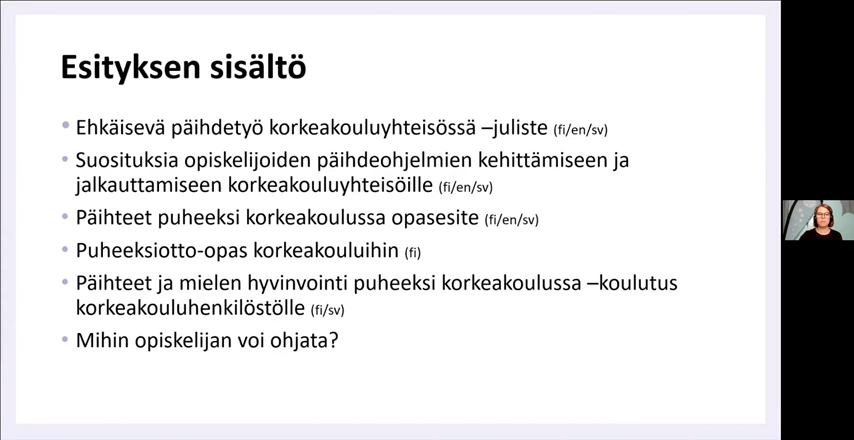 Esityksen sisältö
• Ehkäisevä päihdetyö korkeakouluyhteisössä –juliste (fi/en/sv)
• Suosituksia opiskelijoiden päihdeohjelmien kehittämiseen ja
jalkauttamiseen korkeakouluyhteisöille (fi/en/sv)
• Päihteet puheeksi korkeakoulussa opasesite (fi/en/sv)
• Puheeksiotto-opas korkeakouluihin (fi)
• Päihteet ja mielen hyvinvointi puheeksi korkeakoulussa –koulutus
korkeakouluhenkilöstölle (fi/sv)
• Mihin opiskelijan voi ohjata?